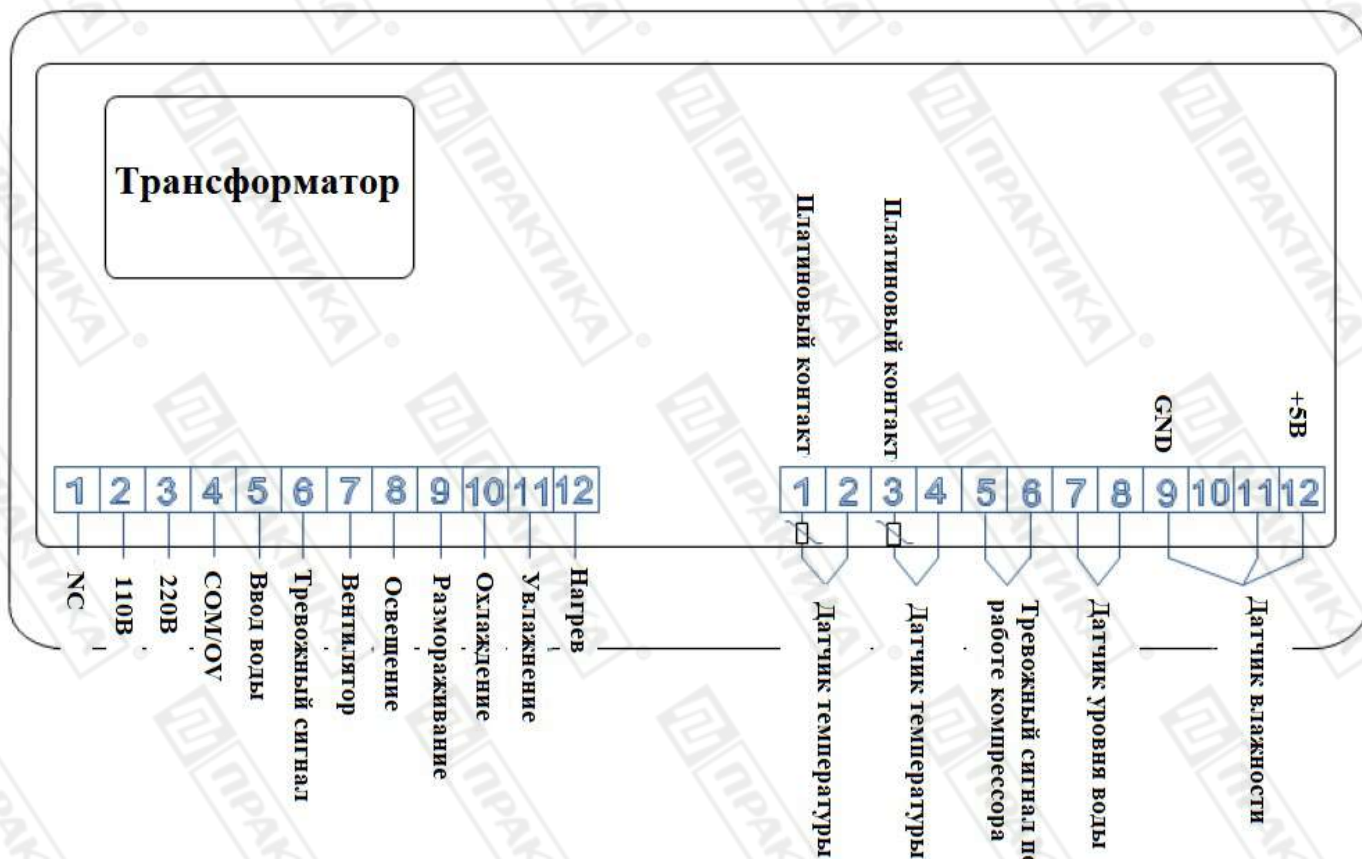 Трансформатор
Платиновый контакт
Платиновый контакт
GND
+5В
1 2 3 4 5 6 7 8 9 10 11 12
1 2 3 4 5 6 7 8 9 10 11 12
NC
110В
220В
COM/OV
Ввод воды
Тревожный сигнал
Вентилятор
Освещение
Размораживание
Охлаждение
Увлажнение
Нагрев
Датчик температуры
Датчик температуры
Тревожный сигнал по
работе компрессора
Датчик уровня воды
Датчик влажности
ПРАКТИКА